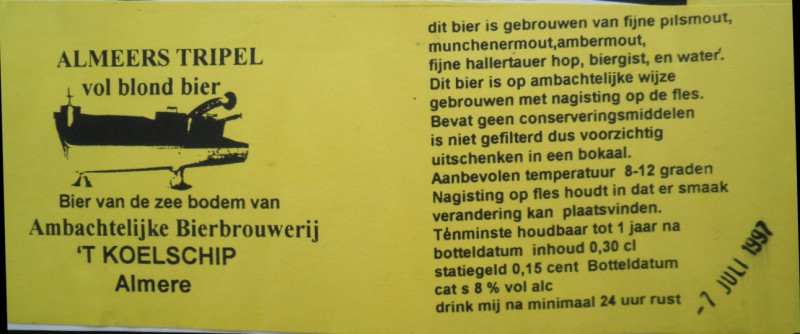 ALMEERS TRIPEL
vol blond bier
Bier van de zee bodem van
Ambachtelijke Bierbrouwerij
‘T KOELSCHIP
Almere
dit bier is gebrouwen van fijne pilsmout,
munchenermout,ambermout,
fijne hallertauer hop, biergist, en water.
Dit bier is op ambachtelijke wijze
gebrouwen met nagisting op de fles.
Bevat geen conserveringsmiddelen
is niet gefilterd dus voorzichtig
uitschenken in een bokaal.
Aanbevolen temperatuur 8-12 graden
Nagisting op fles houdt in dat er smaak
verandering kan plaatsvinden.
Tenminste houdbaar tot 1 jaar na
botteldatum inhoud 0,30 cl
statiegeld 0,15 cent Botteldatum
cat s 8 % vol alc
drink mij na minimaal 24 uur rust
-7 JULI 1997